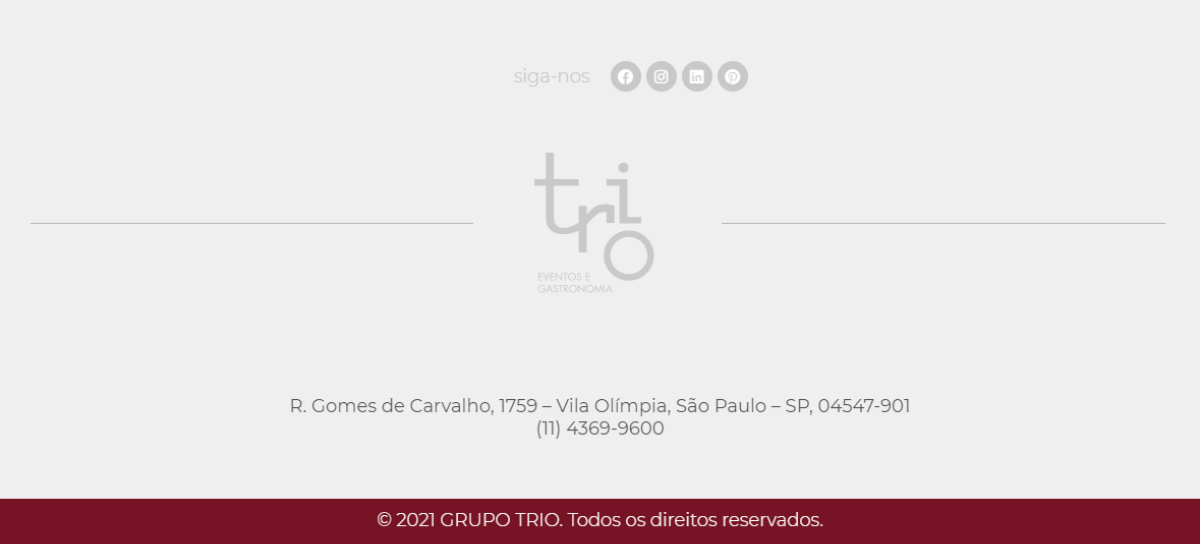 siga-nos
trio
EVENTOS E
GASTRONOMIA
R. Gomes de Carvalho, 1759 – Vila Olímpia, São Paulo – SP, 04547-901
(11) 4369-9600
© 2021 GRUPO TRIO. Todos os direitos reservados.